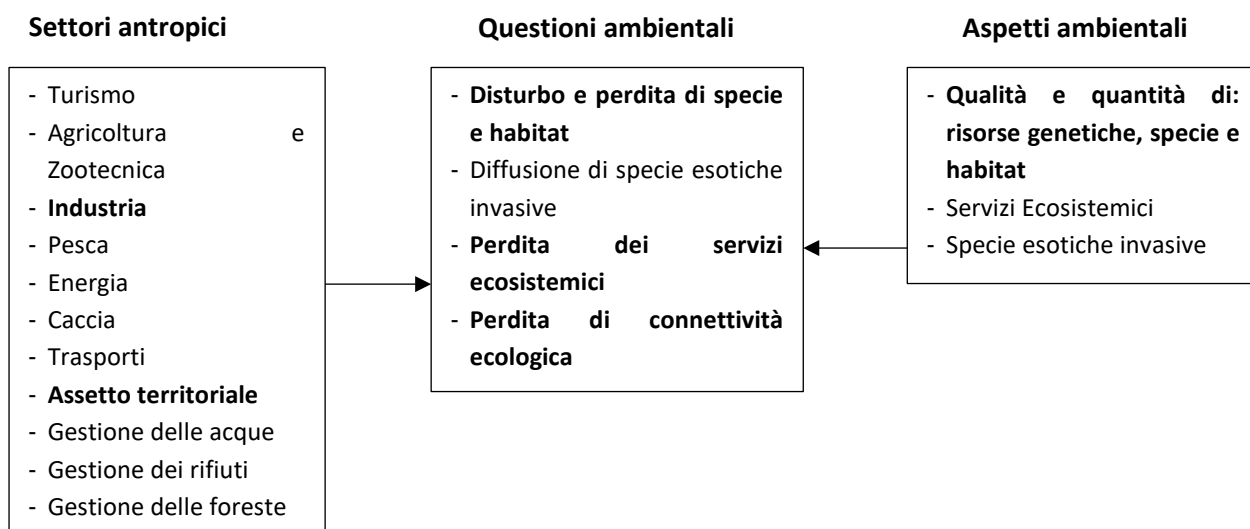 Settori antropici
- Turismo
- Agricoltura e
Zootecnica
- Industria
- Pesca
- Energia
- Caccia
- Trasporti
- Assetto territoriale
- Gestione delle acque
- Gestione dei rifiuti
- Gestione delle foreste
Questioni ambientali
- Disturbo e perdita di specie
e habitat
- Diffusione di specie esotiche
invasive
- Perdita dei servizi
ecosistemici
- Perdita di connettività
ecologica
Aspetti ambientali
- Qualità e quantità di:
risorse genetiche, specie e
habitat
- Servizi Ecosistemici
- Specie esotiche invasive